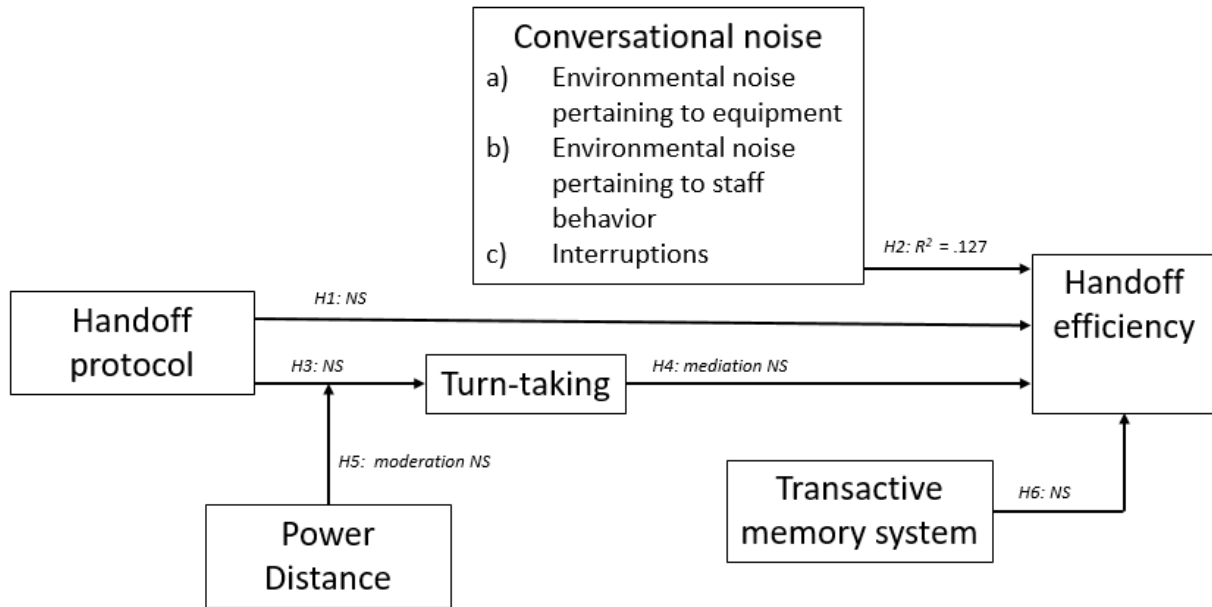 Conversational noise
a) Environmental noise
pertaining to equipment
b) Environmental noise
pertaining to staff
behavior
c) Interruptions
H2: R² = .127
Handoff
efficiency
H1: NS
Handoff
protocol
H3: NS
Turn-taking
H4: mediation NS
H5: moderation NS
Power
Distance
Transactive
memory system
H6: NS